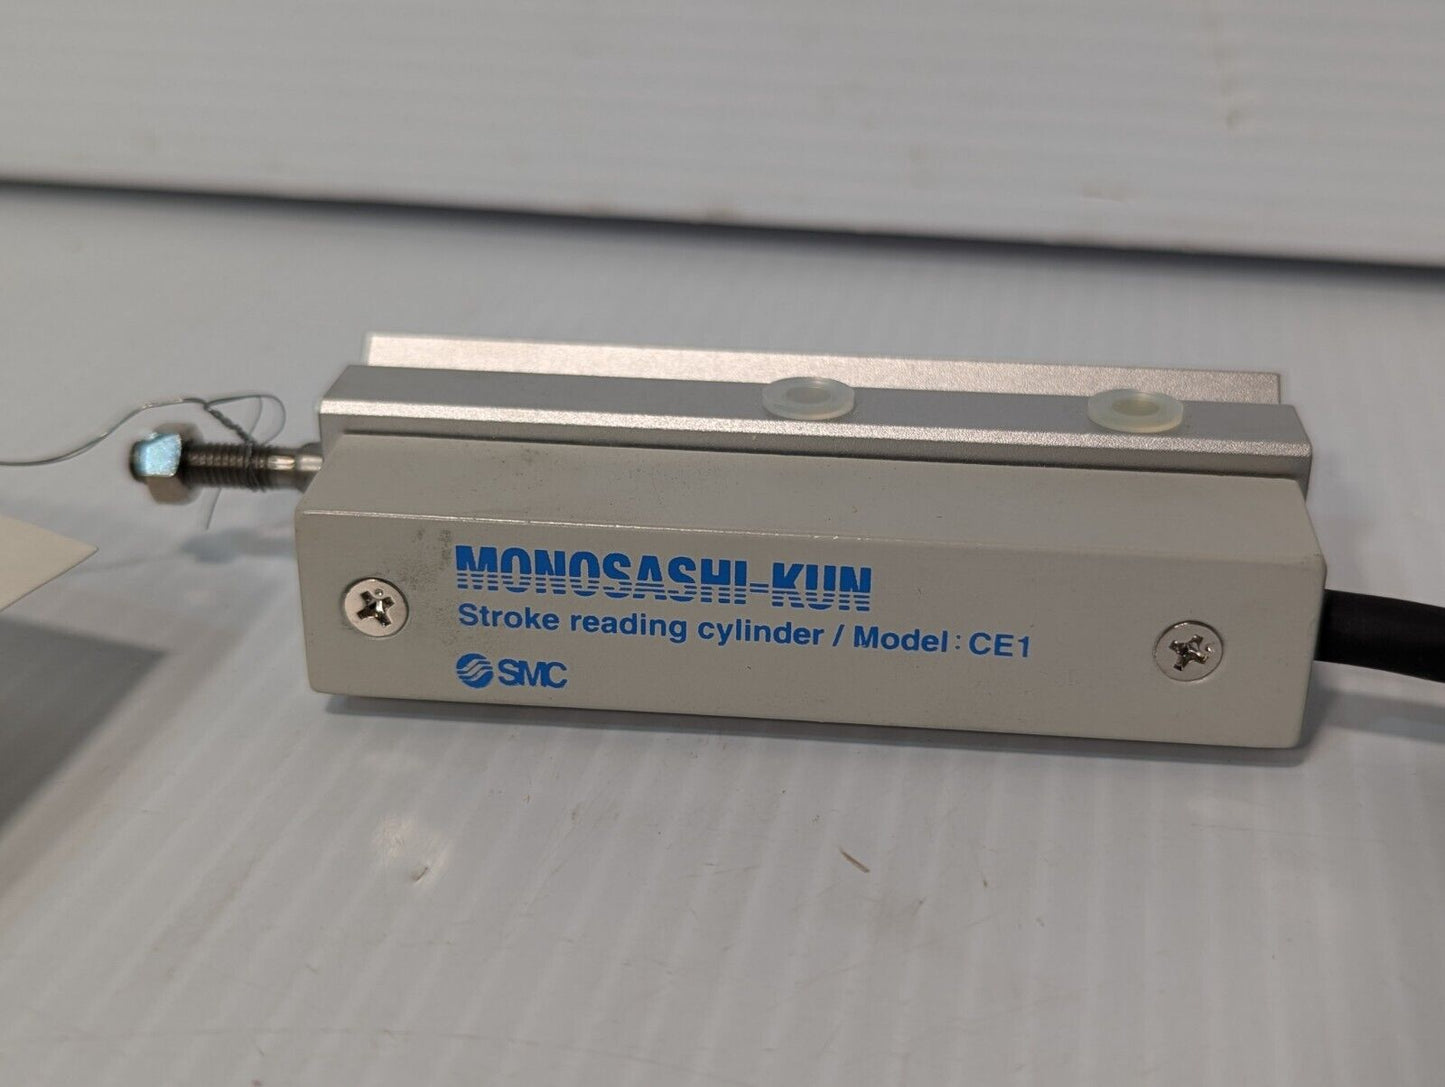 MONOSASHI-KUN
Stroke reading cylinder / Model: CE1
SMC